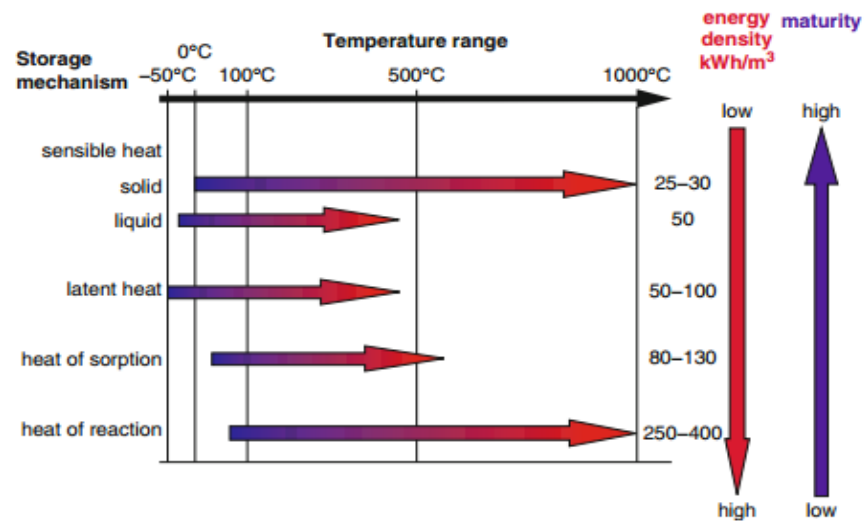 Storage
mechanism
Temperature range
energy
density
kWh/m³
maturity
−50°C
0°C
100°C
500°C
1000°C
low
high
sensible heat
solid
25–30
liquid
50
latent heat
50–100
heat of sorption
80–130
heat of reaction
250–400
high
low